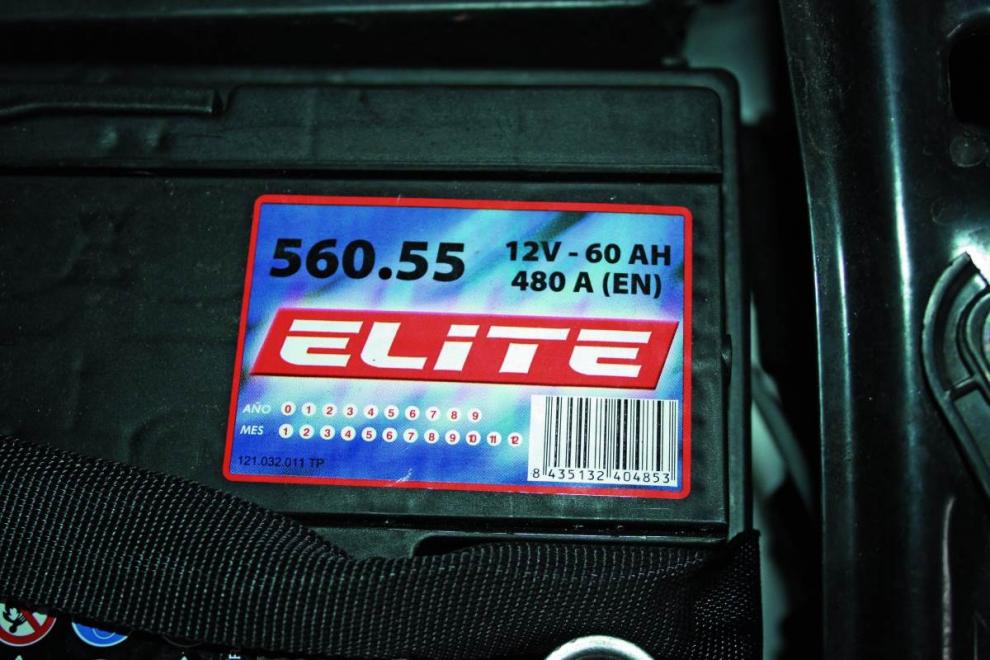 560.55
12V - 60 AH
480 A (EN)
ELiTE
AÑO 0 1 2 3 4 5 6 7 8 9
MES 1 2 3 4 5 6 7 8 9 10 11 12
121.032.011 TP
8 435132 404853